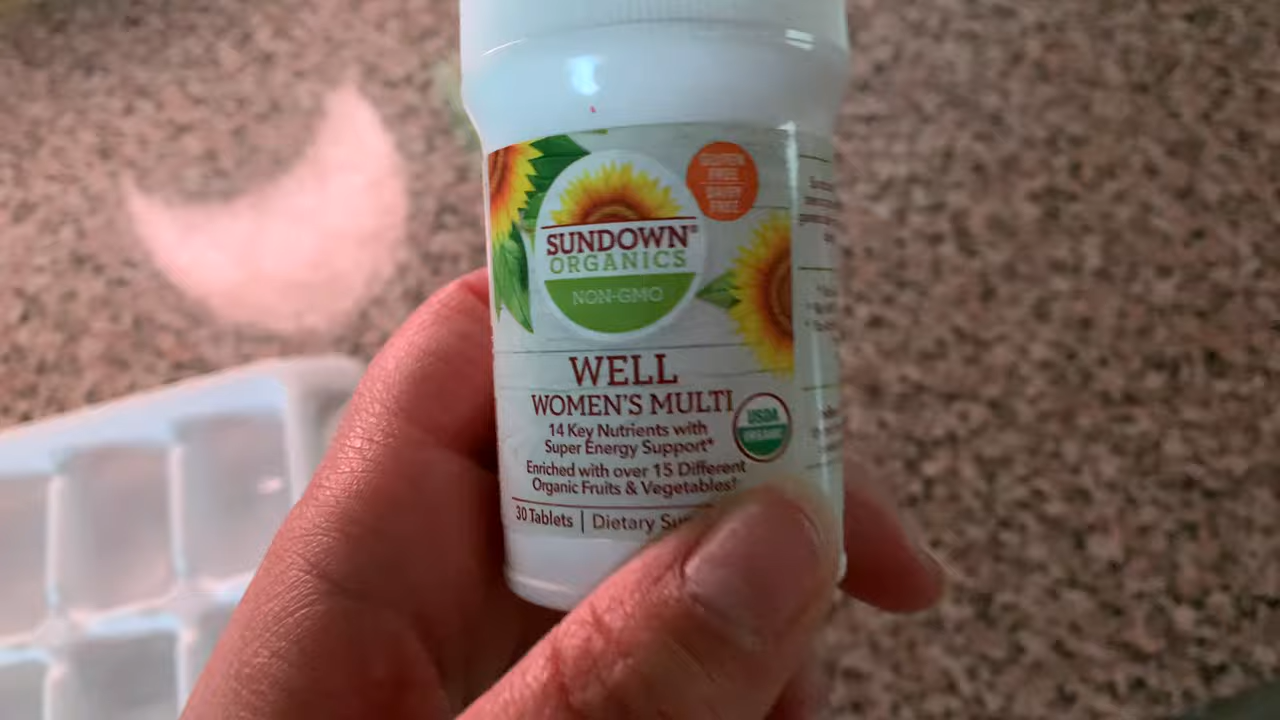 GLUTEN
FREE
DAIRY
FREE
SUNDOWN®
ORGANICS
NON-GMO
WELL
WOMEN'S MULTI
USDA
ORGANIC
14 Key Nutrients with
Super Energy Support*
Enriched with over 15 Different
Organic Fruits & Vegetables†
30 Tablets | Dietary